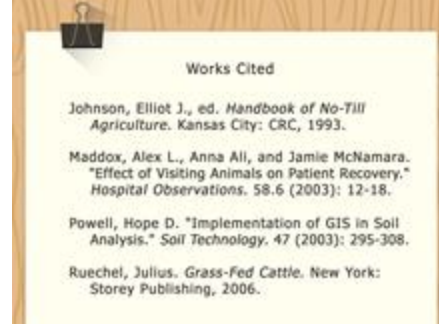 Works Cited
Johnson, Elliot J., ed. Handbook of No-Till
Agriculture. Kansas City: CRC, 1993.
Maddox, Alex L., Anna Ali, and Jamie McNamara.
"Effect of Visiting Animals on Patient Recovery."
Hospital Observations. 58.6 (2003): 12-18.
Powell, Hope D. "Implementation of GIS in Soil
Analysis." Soil Technology. 47 (2003): 295-308.
Ruechel, Julius. Grass-Fed Cattle. New York:
Storey Publishing, 2006.